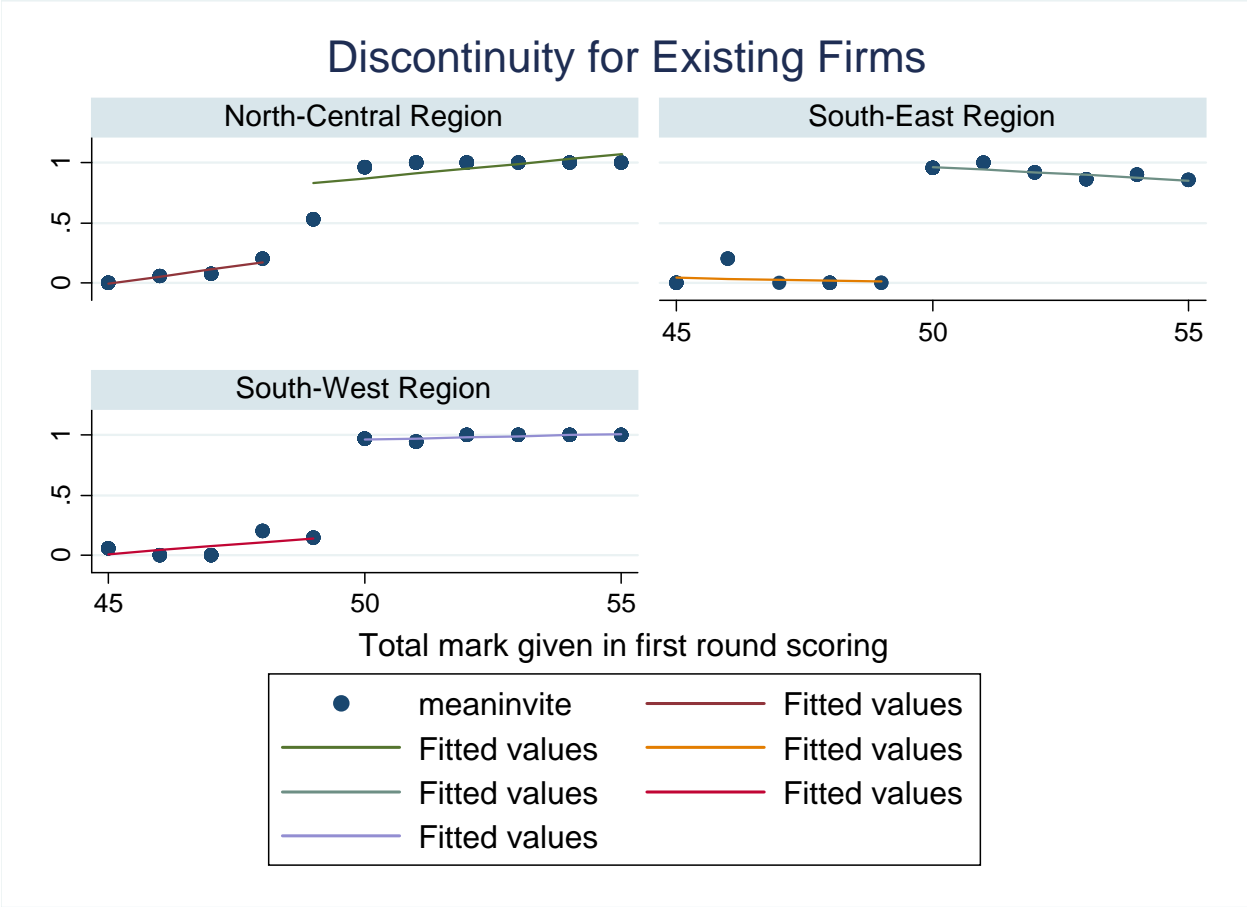 Discontinuity for Existing Firms
North-Central Region
South-East Region
1
.5
0
45
50
55
South-West Region
1
.5
0
45
50
55
Total mark given in first round scoring
meaninvite
Fitted values
Fitted values
Fitted values
Fitted values
Fitted values
Fitted values